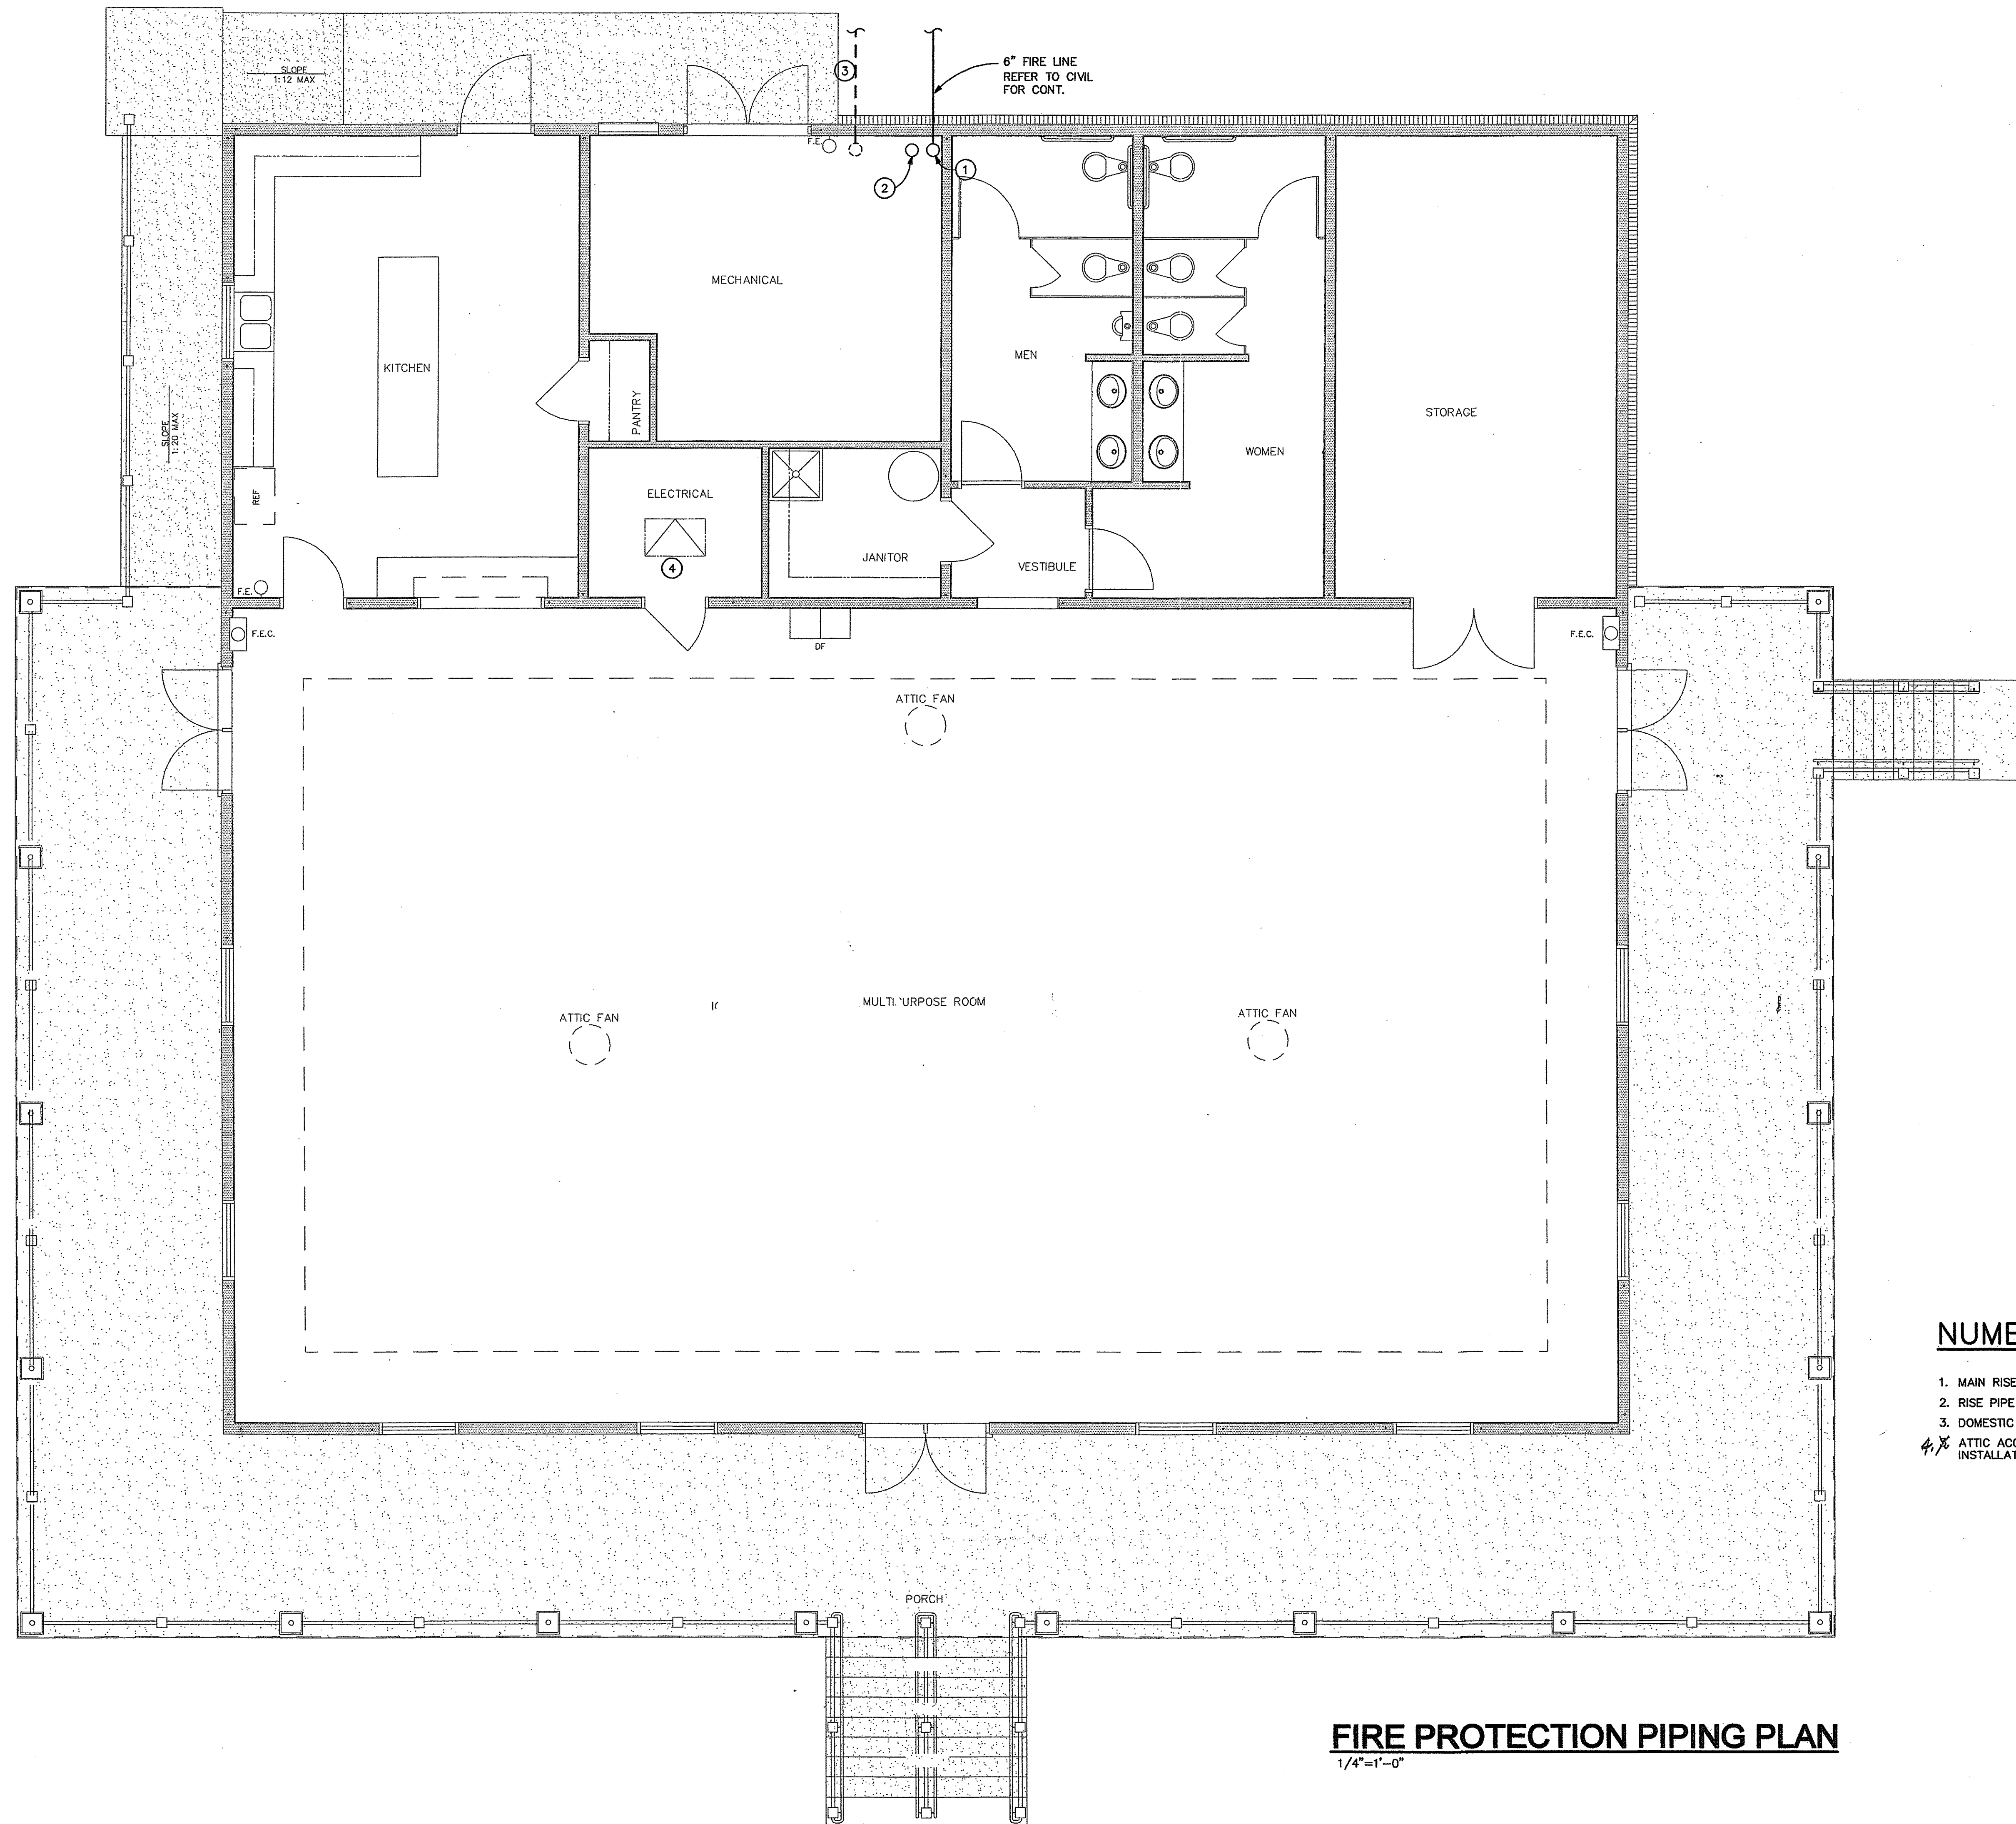 SLOPE
1:12 MAX
3
6" FIRE LINE
REFER TO CIVIL
FOR CONT.
F.E.
2
1
MECHANICAL
KITCHEN
MEN
PANTRY
STORAGE
SLOPE
1:20 MAX
WOMEN
REF
ELECTRICAL
JANITOR
4
VESTIBULE
F.E.
F.E.C.
DF
F.E.C.
ATTIC FAN
MULTI URPOSE ROOM
ATTIC FAN
ATTIC FAN
NUME
1. MAIN RISE
2. RISE PIPE
3. DOMESTIC
4. ATTIC ACC
INSTALLAT
PORCH
FIRE PROTECTION PIPING PLAN
1/4"=1'-0"